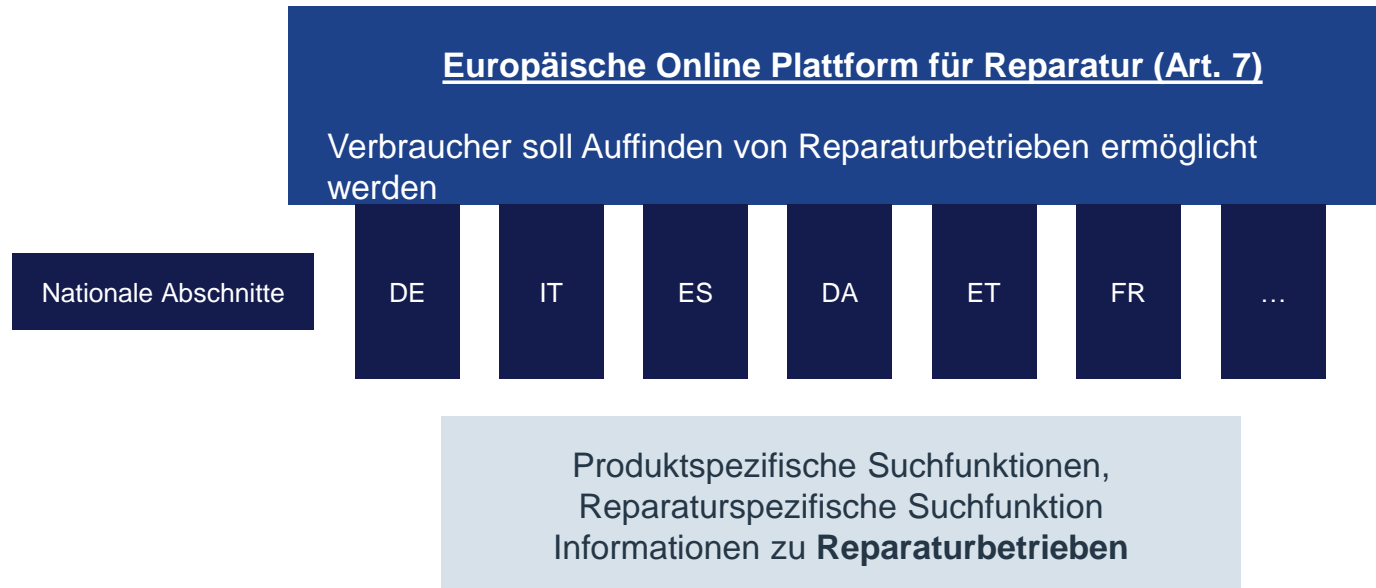 Europäische Online Plattform für Reparatur (Art. 7)
Verbraucher soll Auffinden von Reparaturbetrieben ermöglicht
werden
Nationale Abschnitte
DE
IT
ES
DA
ET
FR
…
Produktspezifische Suchfunktionen,
Reparaturspezifische Suchfunktion
Informationen zu Reparaturbetrieben